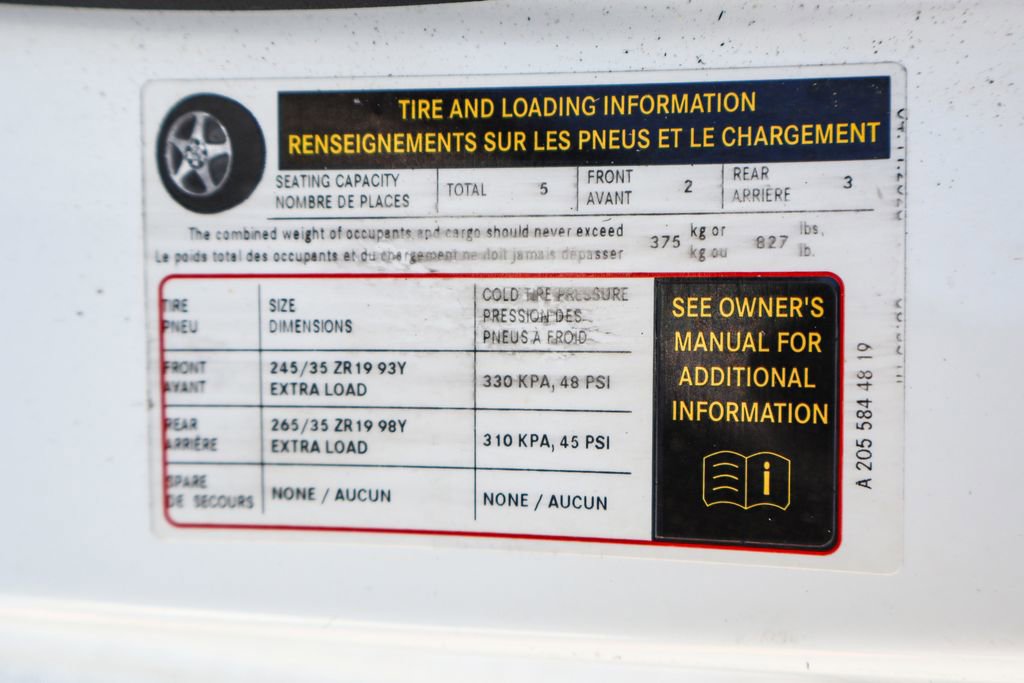 TIRE AND LOADING INFORMATION
RENSEIGNEMENTS SUR LES PNEUS ET LE CHARGEMENT
SEATING CAPACITY
NOMBRE DE PLACES
TOTAL 5
FRONT
AVANT
2
REAR
ARRIÈRE
3
The combined weight of occupants and cargo should never exceed
Le poids total des occupants et du chargement ne doit jamais dépasser
375
kg or
kg ou
827
lbs.
lb.
TIRE
PNEU
SIZE
DIMENSIONS
COLD TIRE PRESSURE
PRESSION DES
PNEUS À FROID
FRONT
AVANT
245/35 ZR19 93Y
EXTRA LOAD
330 KPA, 48 PSI
REAR
ARRIÈRE
265/35 ZR19 98Y
EXTRA LOAD
310 KPA, 45 PSI
SPARE
DE SECOURS
NONE / AUCUN
NONE / AUCUN
SEE OWNER'S
MANUAL FOR
ADDITIONAL
INFORMATION
i
A 205 584 48 19